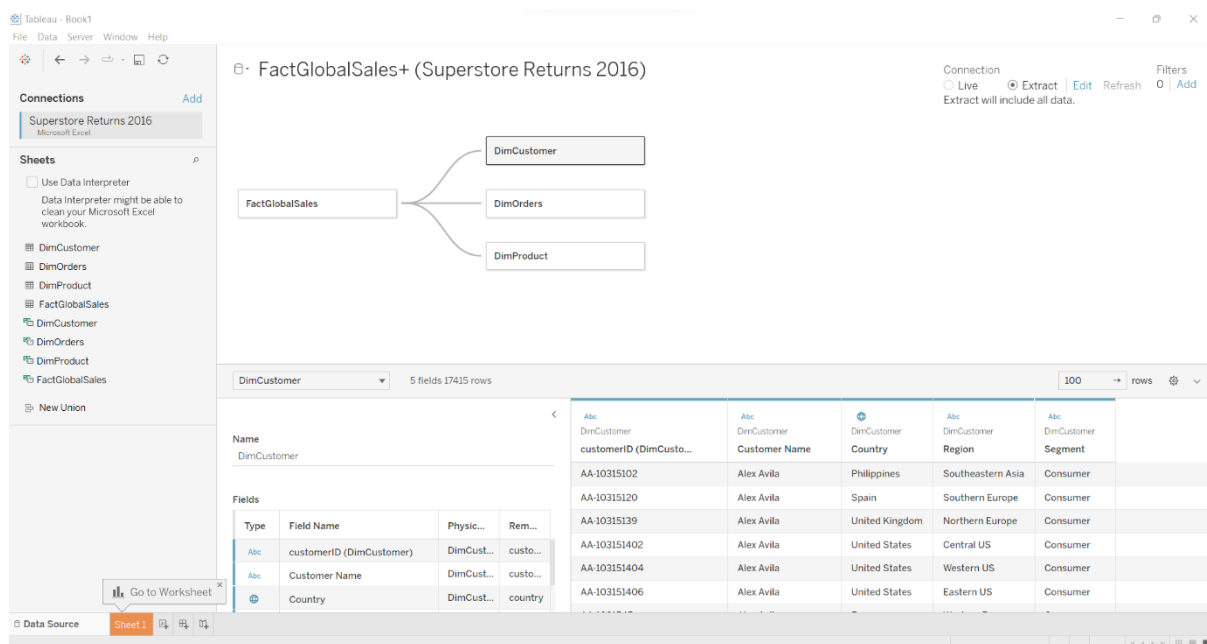 Tableau - Book1
File Data Server Window Help
Connections Add
Superstore Returns 2016
Microsoft Excel
Sheets
Use Data Interpreter
Data Interpreter might be able to
clean your Microsoft Excel
workbook.
DimCustomer
DimOrders
DimProduct
FactGlobalSales
DimCustomer
DimOrders
DimProduct
FactGlobalSales
New Union
FactGlobalSales+ (Superstore Returns 2016)
Connection
Live Extract Edit Refresh
Extract will include all data.
Filters
0 Add
FactGlobalSales
DimCustomer
DimOrders
DimProduct
DimCustomer 5 fields 17415 rows 100 rows
Name
DimCustomer
Fields
Type Field Name Physic... Rem...
Abc customerID (DimCustomer) DimCust... custo...
Abc Customer Name DimCust... custo...
Country DimCust... country
Abc Abc Abc Abc
DimCustomer DimCustomer DimCustomer DimCustomer DimCustomer
customerID (DimCusto... Customer Name Country Region Segment
AA-10315102 Alex Avila Philippines Southeastern Asia Consumer
AA-10315120 Alex Avila Spain Southern Europe Consumer
AA-10315139 Alex Avila United Kingdom Northern Europe Consumer
AA-103151402 Alex Avila United States Central US Consumer
AA-103151404 Alex Avila United States Western US Consumer
AA-103151406 Alex Avila United States Eastern US Consumer
Go to Worksheet
Data Source Sheet 1